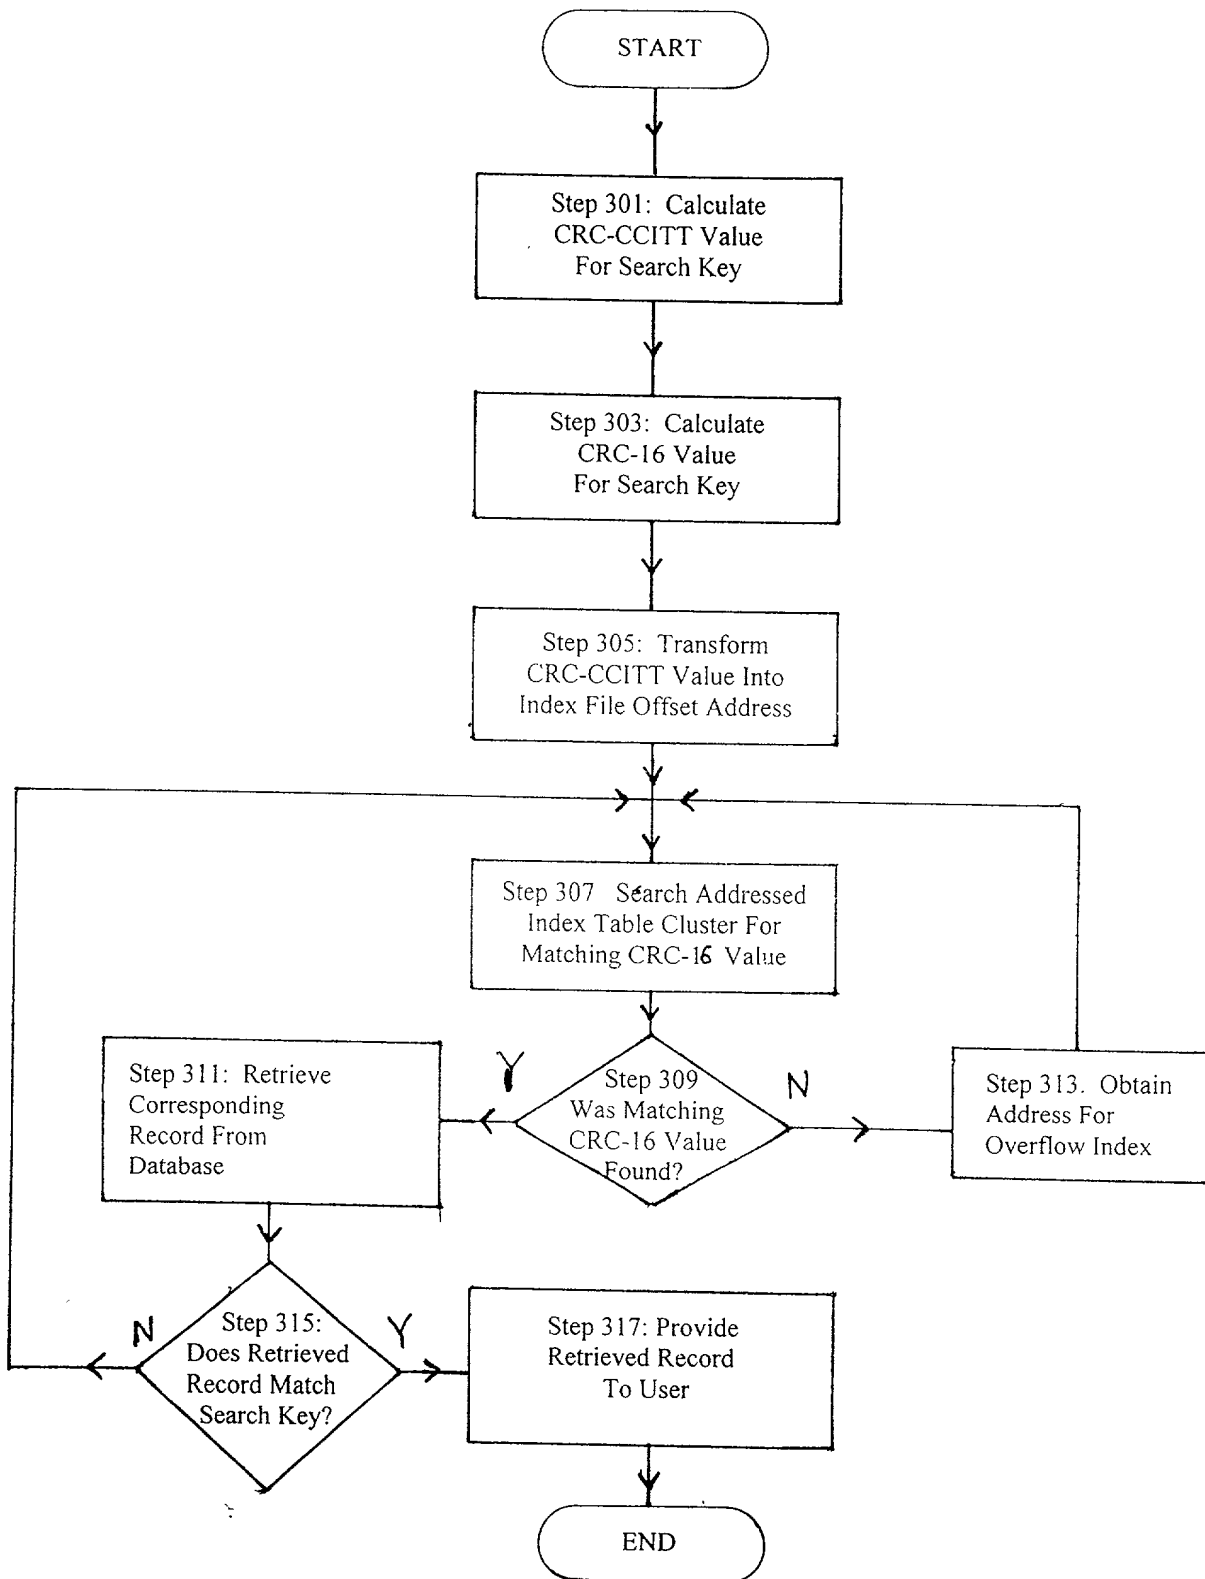 START
Step 301: Calculate
CRC-CCITT Value
For Search Key
Step 303: Calculate
CRC-16 Value
For Search Key
Step 305: Transform
CRC-CCITT Value Into
Index File Offset Address
Step 307 Search Addressed
Index Table Cluster For
Matching CRC-16 Value
Step 309
Was Matching
CRC-16 Value
Found?
Y
N
Step 311: Retrieve
Corresponding
Record From
Database
Step 313. Obtain
Address For
Overflow Index
Step 315:
Does Retrieved
Record Match
Search Key?
N
Y
Step 317: Provide
Retrieved Record
To User
END